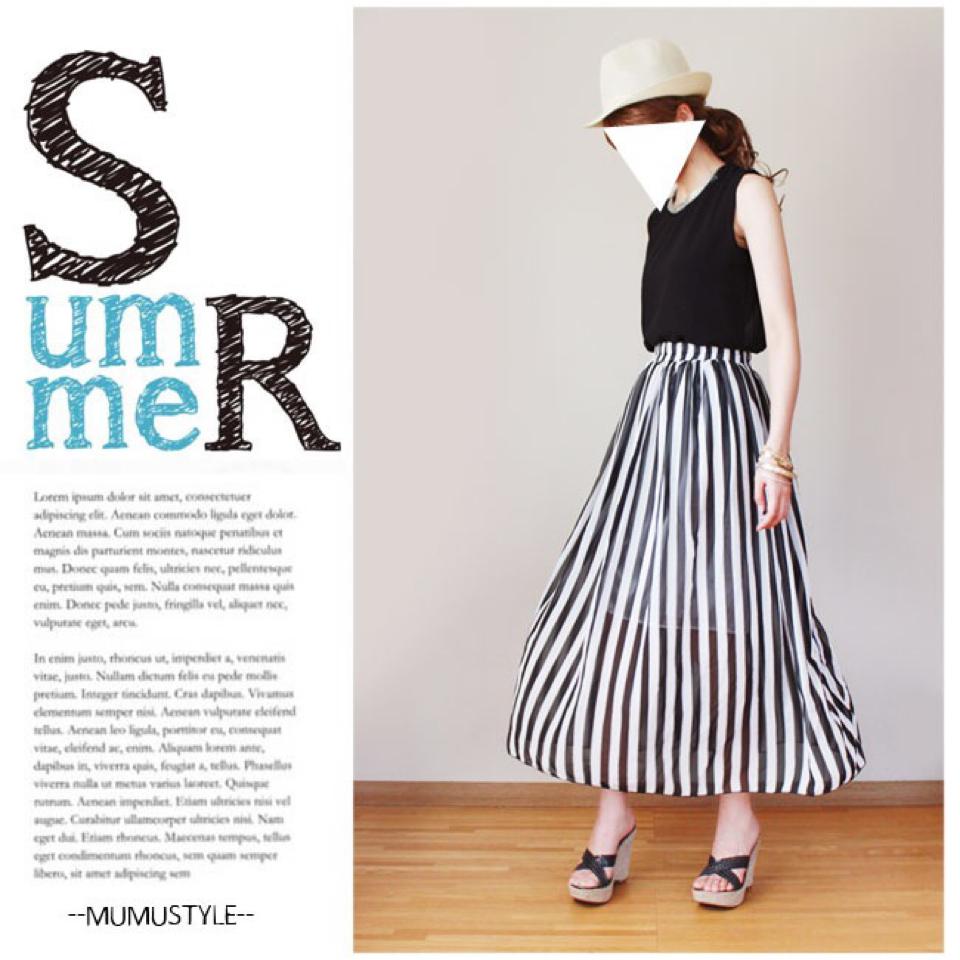 S
um
me
R
Lorem ipsum dolor sit amet, consectetuer
adipiscing elit. Aenean commodo ligula eget dolor.
Aenean massa. Cum sociis natoque penatibus et
magnis dis parturient montes, nascetur ridiculus
mus. Donec quam felis, ultricies nec, pellentesque
eu, pretium quis, sem. Nulla consequat massa quis
enim. Donec pede justo, fringilla vel, aliquet nec,
vulputate eget, arcu.
In enim justo, rhoncus ut, imperdiet a, venenatis
vitae, justo. Nullam dictum felis eu pede mollis
pretium. Integer tincidunt. Cras dapibus. Vivamus
elementum semper nisi. Aenean vulputate eleifend
tellus. Aenean leo ligula, porttitor eu, consequat
vitae, eleifend ac, enim. Aliquam lorem ante,
dapibus in, viverra quis, feugiat a, tellus. Phasellus
viverra nulla ut metus varius laoreet. Quisque
rutrum. Aenean imperdiet. Etiam ultricies nisi vel
augue. Curabitur ullamcorper ultricies nisi. Nam
eget dui. Etiam rhoncus. Maecenas tempus, tellus
eget condimentum rhoncus, sem quam semper
libero, sit amet adipiscing sem
--MUMUSTYLE--